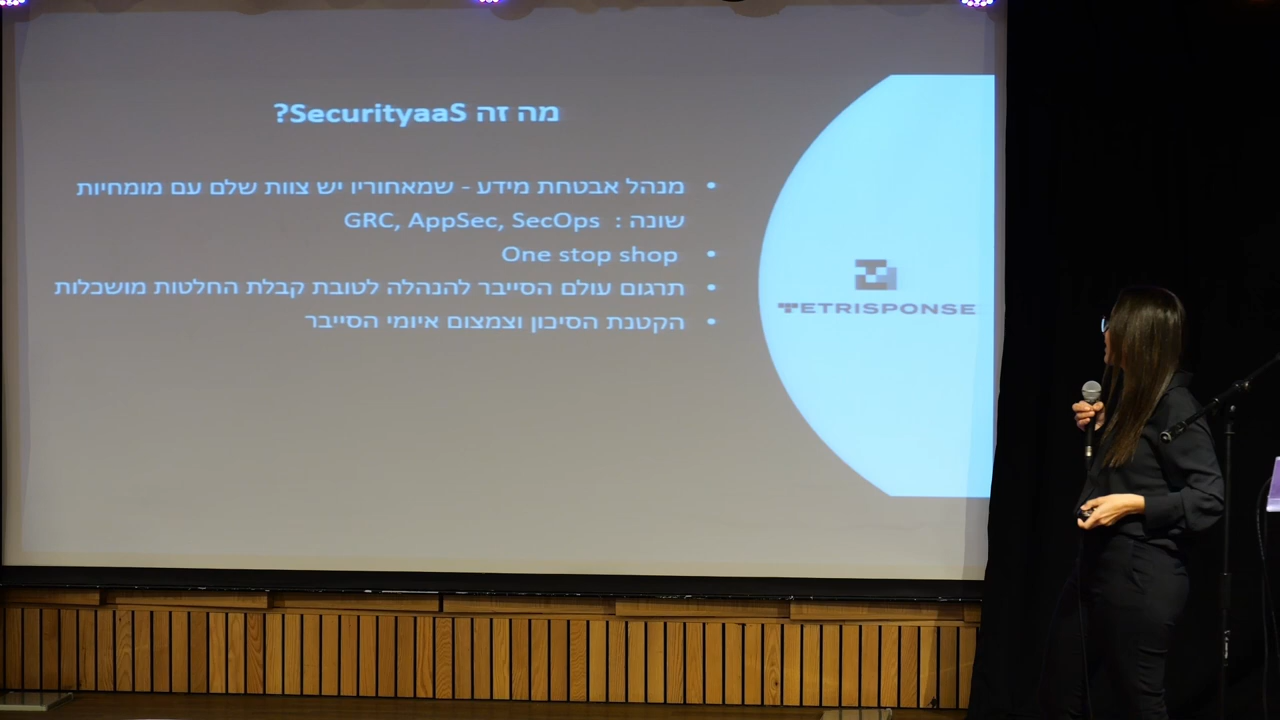 מה זה SecurityaaS?
• מנהל אבטחת מידע - שמאחוריו יש צוות שלם עם מומחיות
שונה : GRC, AppSec, SecOps
• One stop shop
• תרגום עולם הסייבר להנהלה לטובת קבלת החלטות מושכלות
• הקטנת הסיכון וצמצום איומי הסייבר
TETRISPONSE